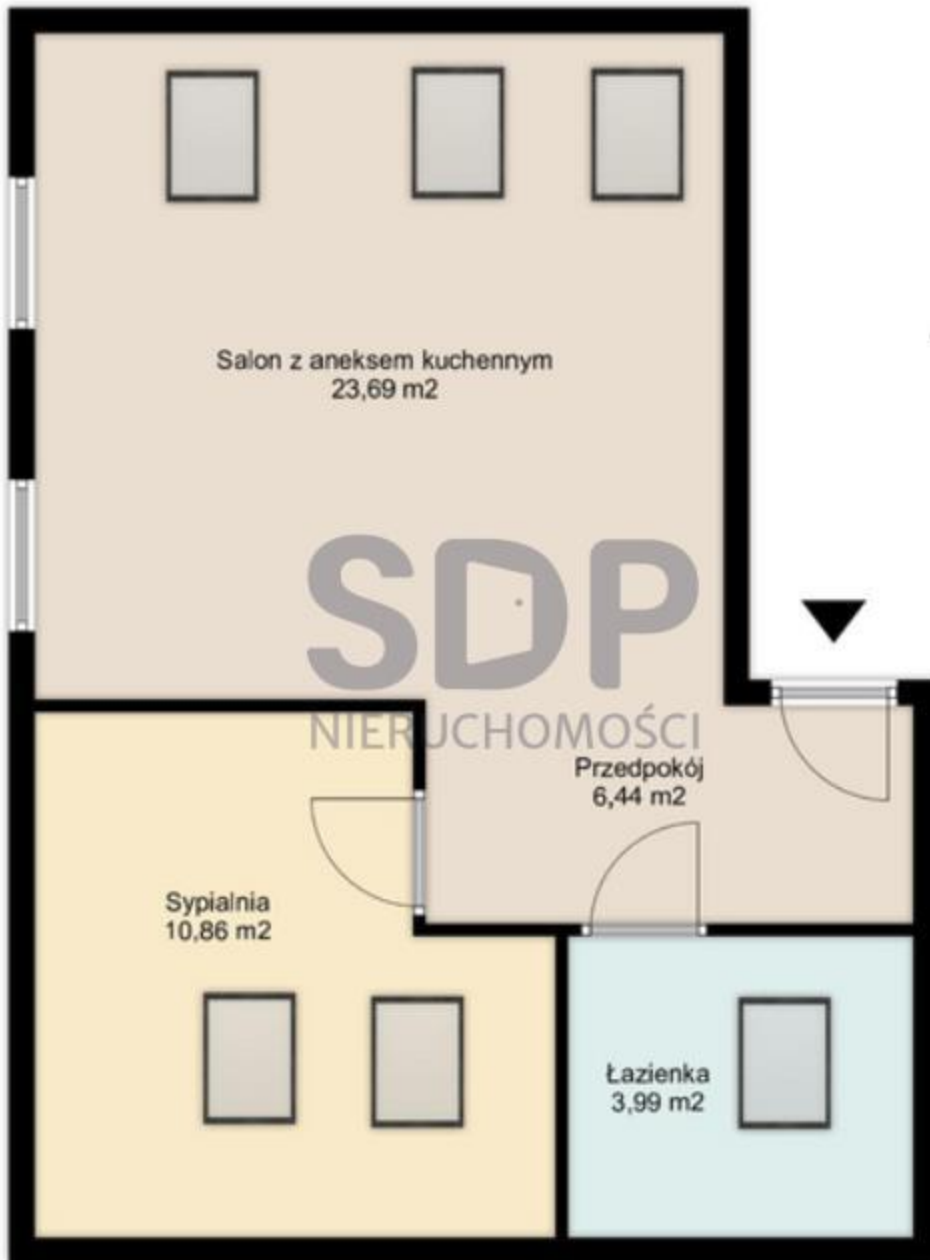 Salon z aneksem kuchennym
23,69 m2
SDP
NIERUCHOMOŚCI
Przedpokój
6,44 m2
Sypialnia
10,86 m2
Łazienka
3,99 m2